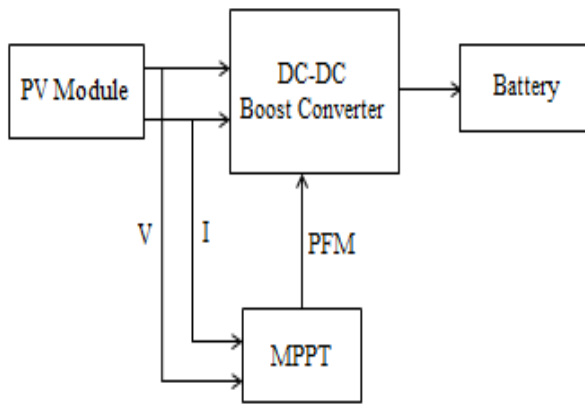 PV Module
DC-DC
Boost Converter
Battery
V
I
PFM
MPPT